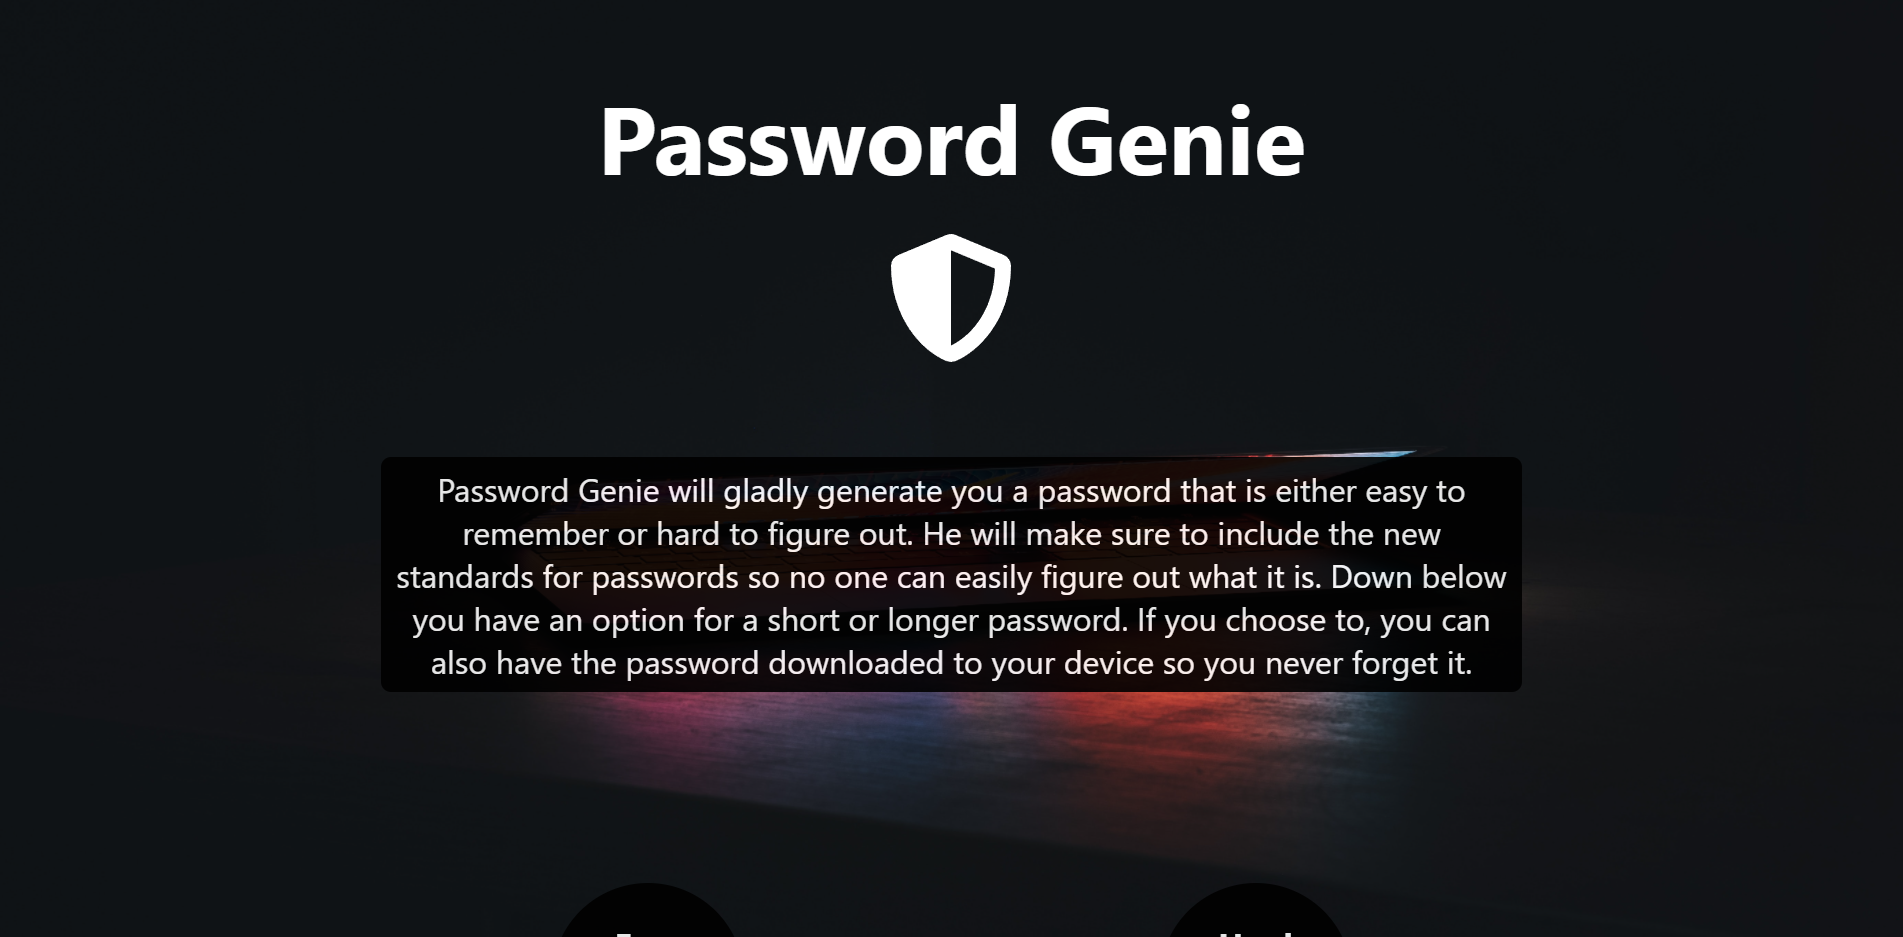 Password Genie
Password Genie will gladly generate you a password that is either easy to
remember or hard to figure out. He will make sure to include the new
standards for passwords so no one can easily figure out what it is. Down below
you have an option for a short or longer password. If you choose to, you can
also have the password downloaded to your device so you never forget it.